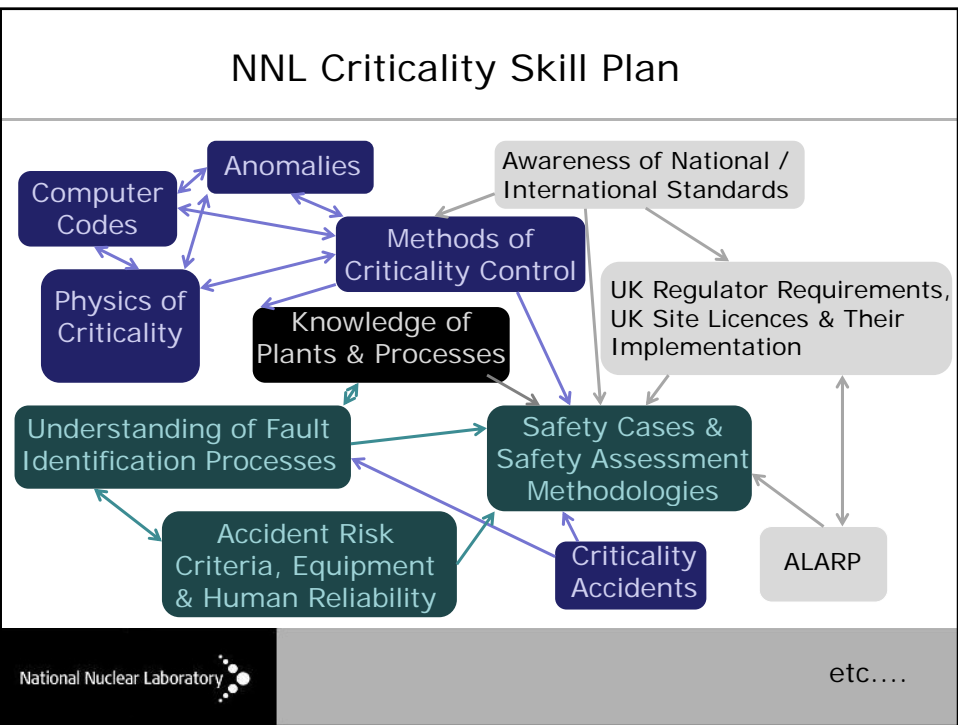 NNL Criticality Skill Plan
Anomalies
Awareness of National /
International Standards
Computer
Codes
Methods of
Criticality Control
UK Regulator Requirements,
UK Site Licences & Their
Implementation
Physics of
Criticality
Knowledge of
Plants & Processes
Understanding of Fault
Identification Processes
Safety Cases &
Safety Assessment
Methodologies
Accident Risk
Criteria, Equipment
& Human Reliability
Criticality
Accidents
ALARP
National Nuclear Laboratory
etc....